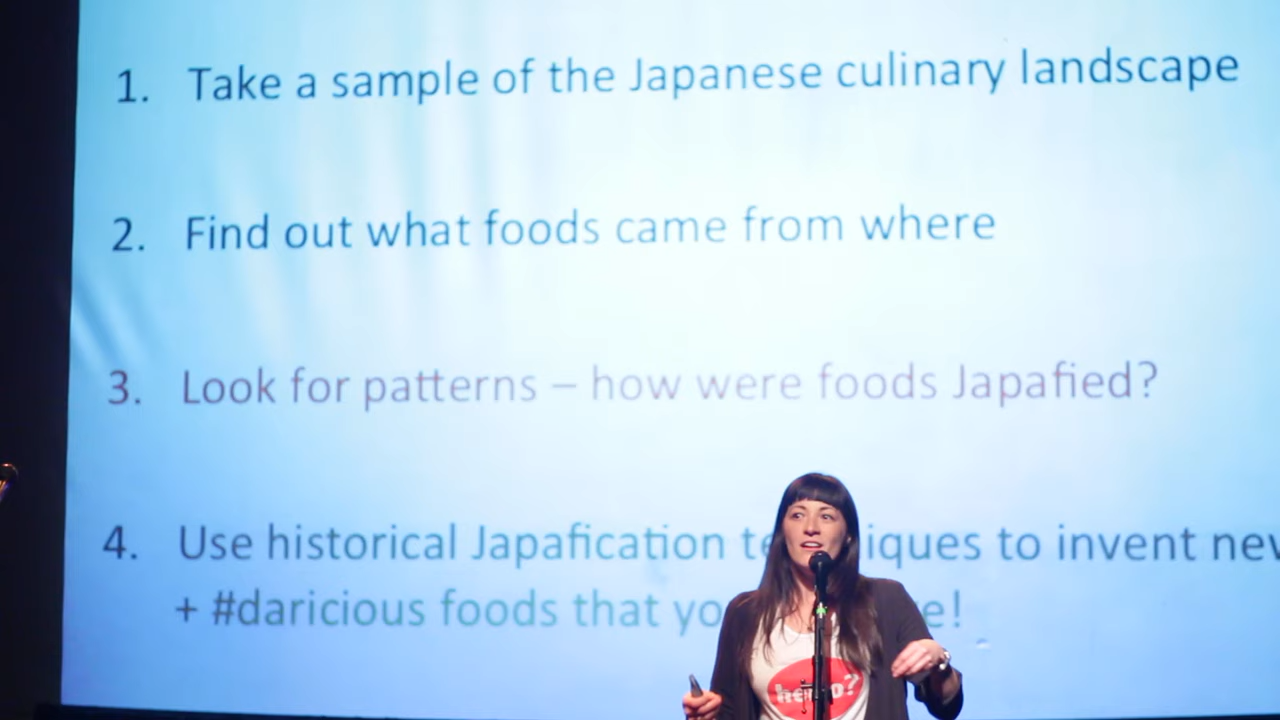 1. Take a sample of the Japanese culinary landscape
2. Find out what foods came from where
3. Look for patterns – how were foods Japafied?
4. Use historical Japafication to invent
+ #daricious foods that